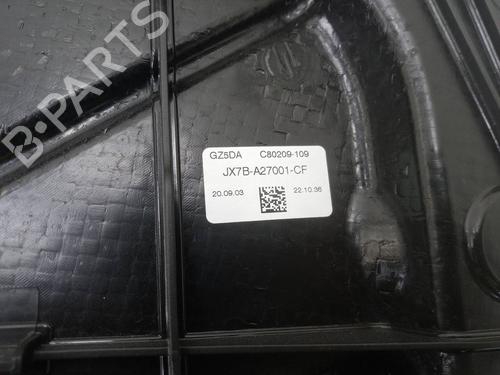 B-PARTS
GZ5DA C80209-109
JX7B-A27001-CF
20.09.03 22.10.36